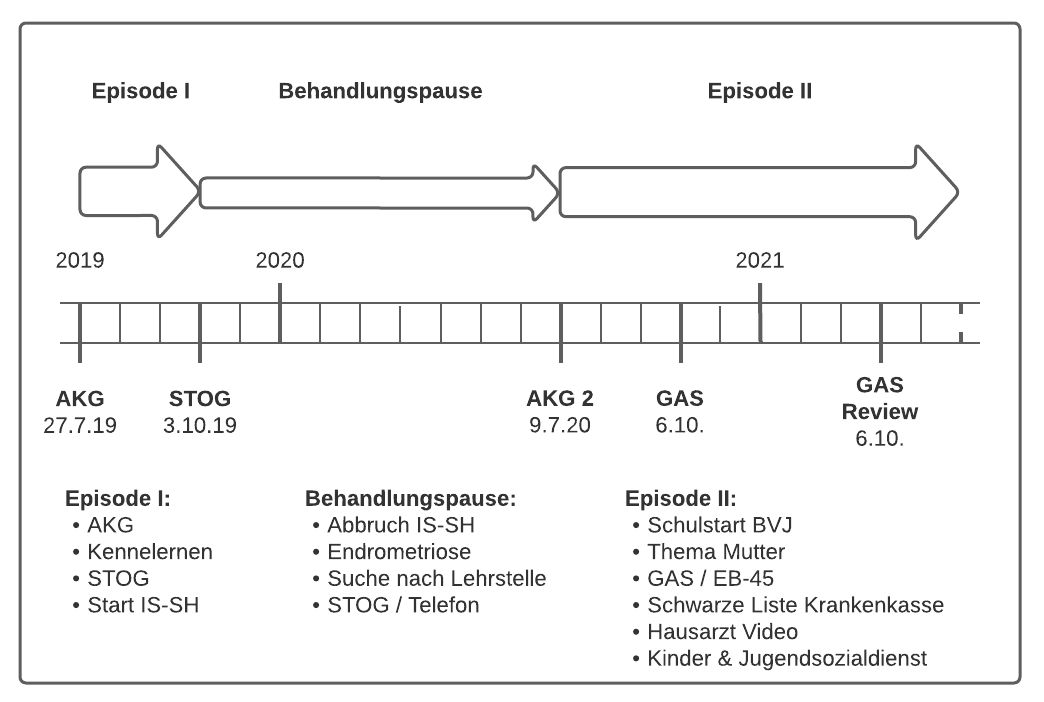 Episode I
Behandlungspause
Episode II
2019
2020
2021
AKG
27.7.19
STOG
3.10.19
AKG 2
9.7.20
GAS
6.10.
GAS
Review
6.10.
Episode I:
• AKG
• Kennelernen
• STOG
• Start IS-SH
Behandlungspause:
• Abbruch IS-SH
• Endrometriose
• Suche nach Lehrstelle
• STOG / Telefon
Episode II:
• Schulstart BVJ
• Thema Mutter
• GAS / EB-45
• Schwarze Liste Krankenkasse
• Hausarzt Video
• Kinder & Jugendsozialdienst